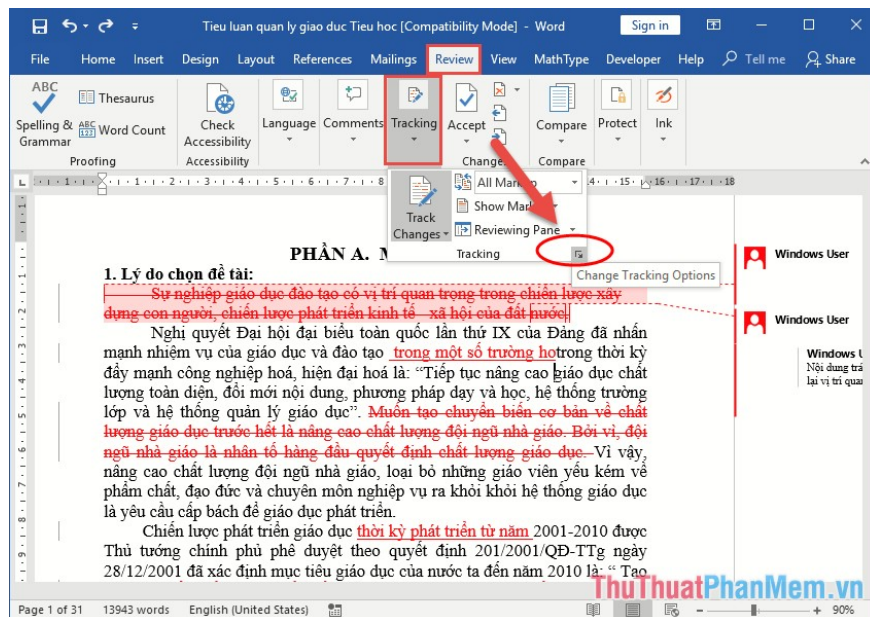 Tieu luan quan ly giao duc Tieu hoc [Compatibility Mode] - Word Sign in
File Home Insert Design Layout References Mailings Review View MathType Developer Help Tell me Share
ABC
Spelling & Grammar
Thesaurus
ABC 123 Word Count
Check Accessibility
Language
Comments
Tracking
Accept
Compare
Protect
Ink
Proofing Accessibility Changes Compare
Track Changes
All Markup
Show Mar
Reviewing Pane
Tracking
Change Tracking Options
PHẦN A.
Windows User
1. Lý do chọn đề tài:
Sự nghiệp giáo dục đào tạo có vị trí quan trọng trong chiến lược xây
dựng con người, chiến lược phát triển kinh tế xã hội của đất nước.
Windows User
Nghị quyết Đại hội đại biểu toàn quốc lần thứ IX của Đảng đã nhấn
mạnh nhiệm vụ của giáo dục và đào tạo trong một số trường hotrong thời kỳ
Windows U
đẩy mạnh công nghiệp hoá, hiện đại hoá là: “Tiếp tục nâng cao giáo dục chất
Nội dung trá
lượng toàn diện, đổi mới nội dung, phương pháp dạy và học, hệ thống trường
lại vị trí quan
lớp và hệ thống quản lý giáo dục”. Muốn tạo chuyển biến cơ bản về chất
lượng giáo dục trước hết là nâng cao chất lượng đội ngũ nhà giáo. Bởi vì, đội
ngũ nhà giáo là nhân tố hàng đầu quyết định chất lượng giáo dục. Vì vậy,
nâng cao chất lượng đội ngũ nhà giáo, loại bỏ những giáo viên yếu kém về
phẩm chất, đạo đức và chuyên môn nghiệp vụ ra khỏi khỏi hệ thống giáo dục
là yêu cầu cấp bách để giáo dục phát triển.
Chiến lược phát triển giáo dục thời kỳ phát triển từ năm 2001-2010 được
Thủ tướng chính phủ phê duyệt theo quyết định 201/2001/QĐ-TTg ngày
28/12/2001 đã xác định mục tiêu giáo dục của nước ta đến năm 2010 là: “ Tạo
ThuThuatPhanMem.vn
Page 1 of 31 13943 words English (United States) 90%